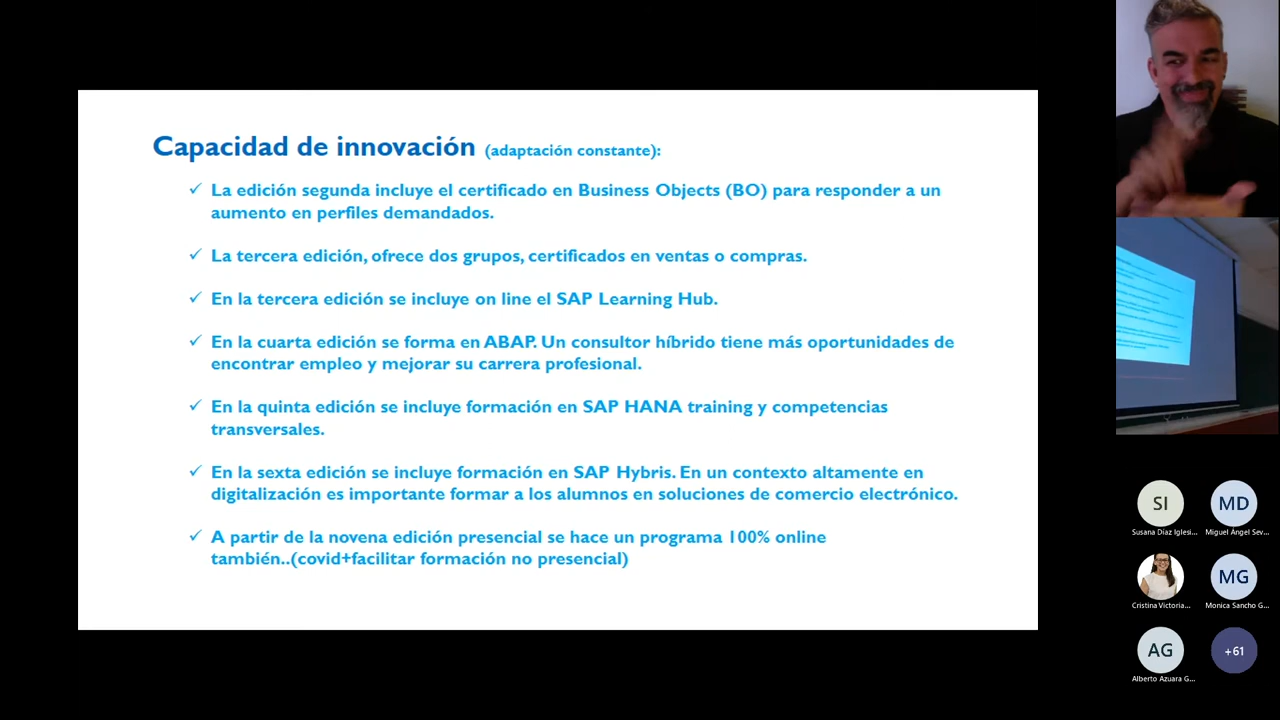 Capacidad de innovación (adaptación constante):
✓ La edición segunda incluye el certificado en Business Objects (BO) para responder a un
aumento en perfiles demandados.
✓ La tercera edición, ofrece dos grupos, certificados en ventas o compras.
✓ En la tercera edición se incluye on line el SAP Learning Hub.
✓ En la cuarta edición se forma en ABAP. Un consultor híbrido tiene más oportunidades de
encontrar empleo y mejorar su carrera profesional.
✓ En la quinta edición se incluye formación en SAP HANA training y competencias
transversales.
✓ En la sexta edición se incluye formación en SAP Hybris. En un contexto altamente en
digitalización es importante formar a los alumnos en soluciones de comercio electrónico.
✓ A partir de la novena edición presencial se hace un programa 100% online
también..(covid+facilitar formación no presencial)
SI MD
Susana Díaz Iglesi... Miguel Ángel Sev...
MG
Cristina Victoria... Monica Sancho G...
AG +61
Alberto Azuara G...